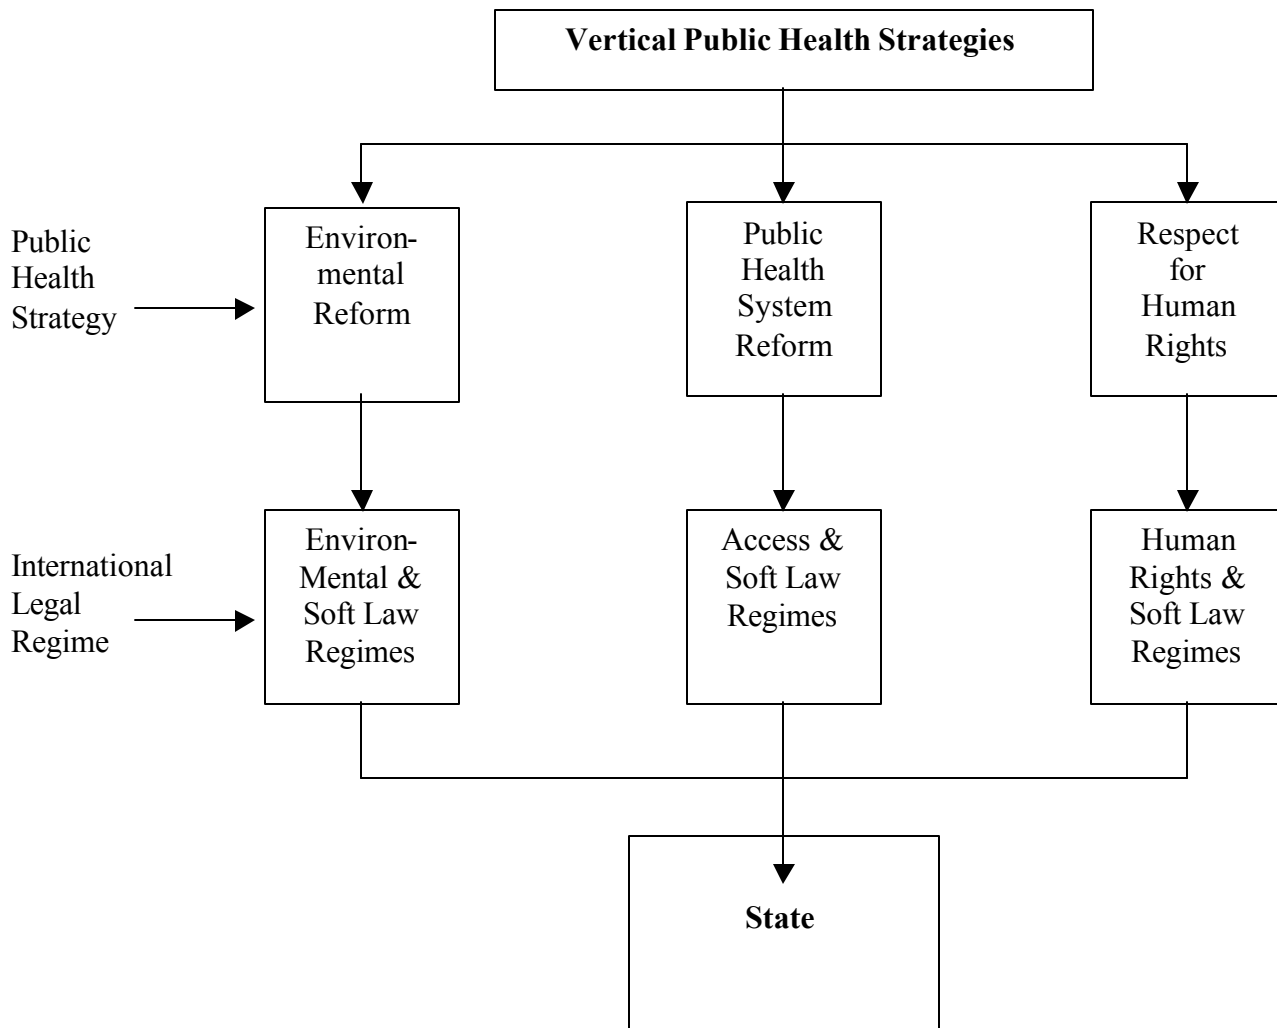 Vertical Public Health Strategies
Public
Health
Strategy
Environ-
mental
Reform
Public
Health
System
Reform
Respect
for
Human
Rights
International
Legal
Regime
Environ-
Mental &
Soft Law
Regimes
Access &
Soft Law
Regimes
Human
Rights &
Soft Law
Regimes
State